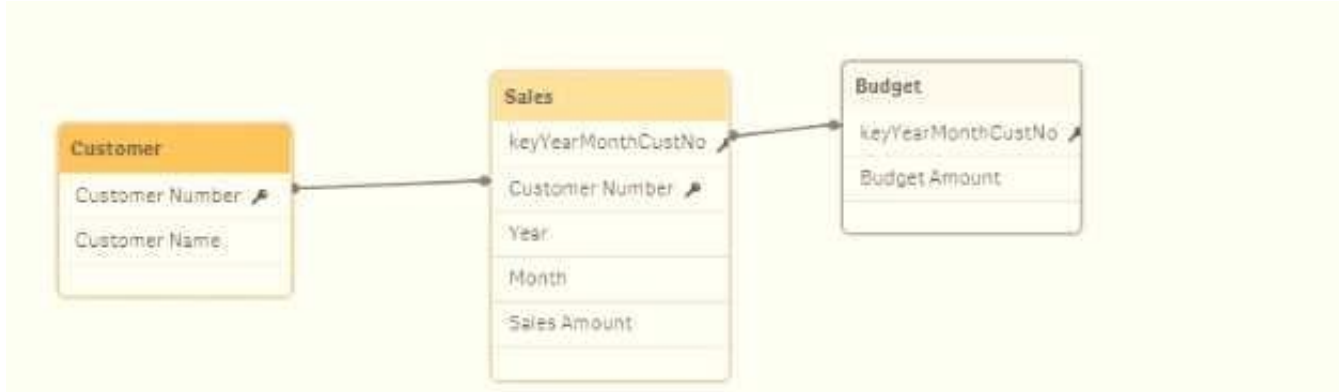 Customer
Customer Number
Customer Name
Sales
keyYearMonthCustNo
Customer Number
Year
Month
Sales Amount
Budget
keyYearMonthCustNo
Budget Amount